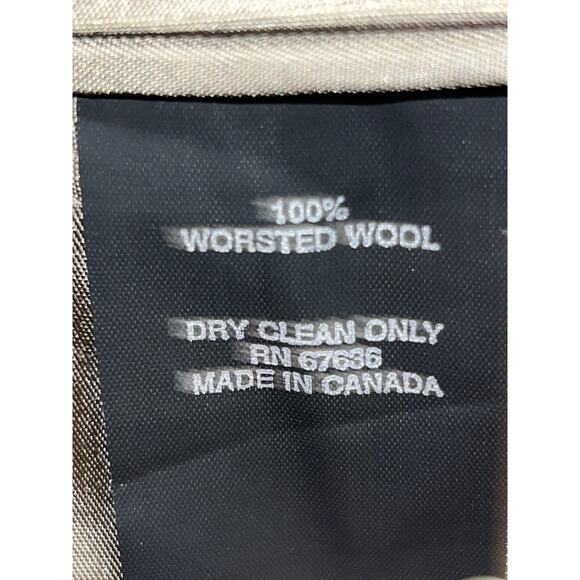 100%
WORSTED WOOL
DRY CLEAN ONLY
RN 67636
MADE IN CANADA